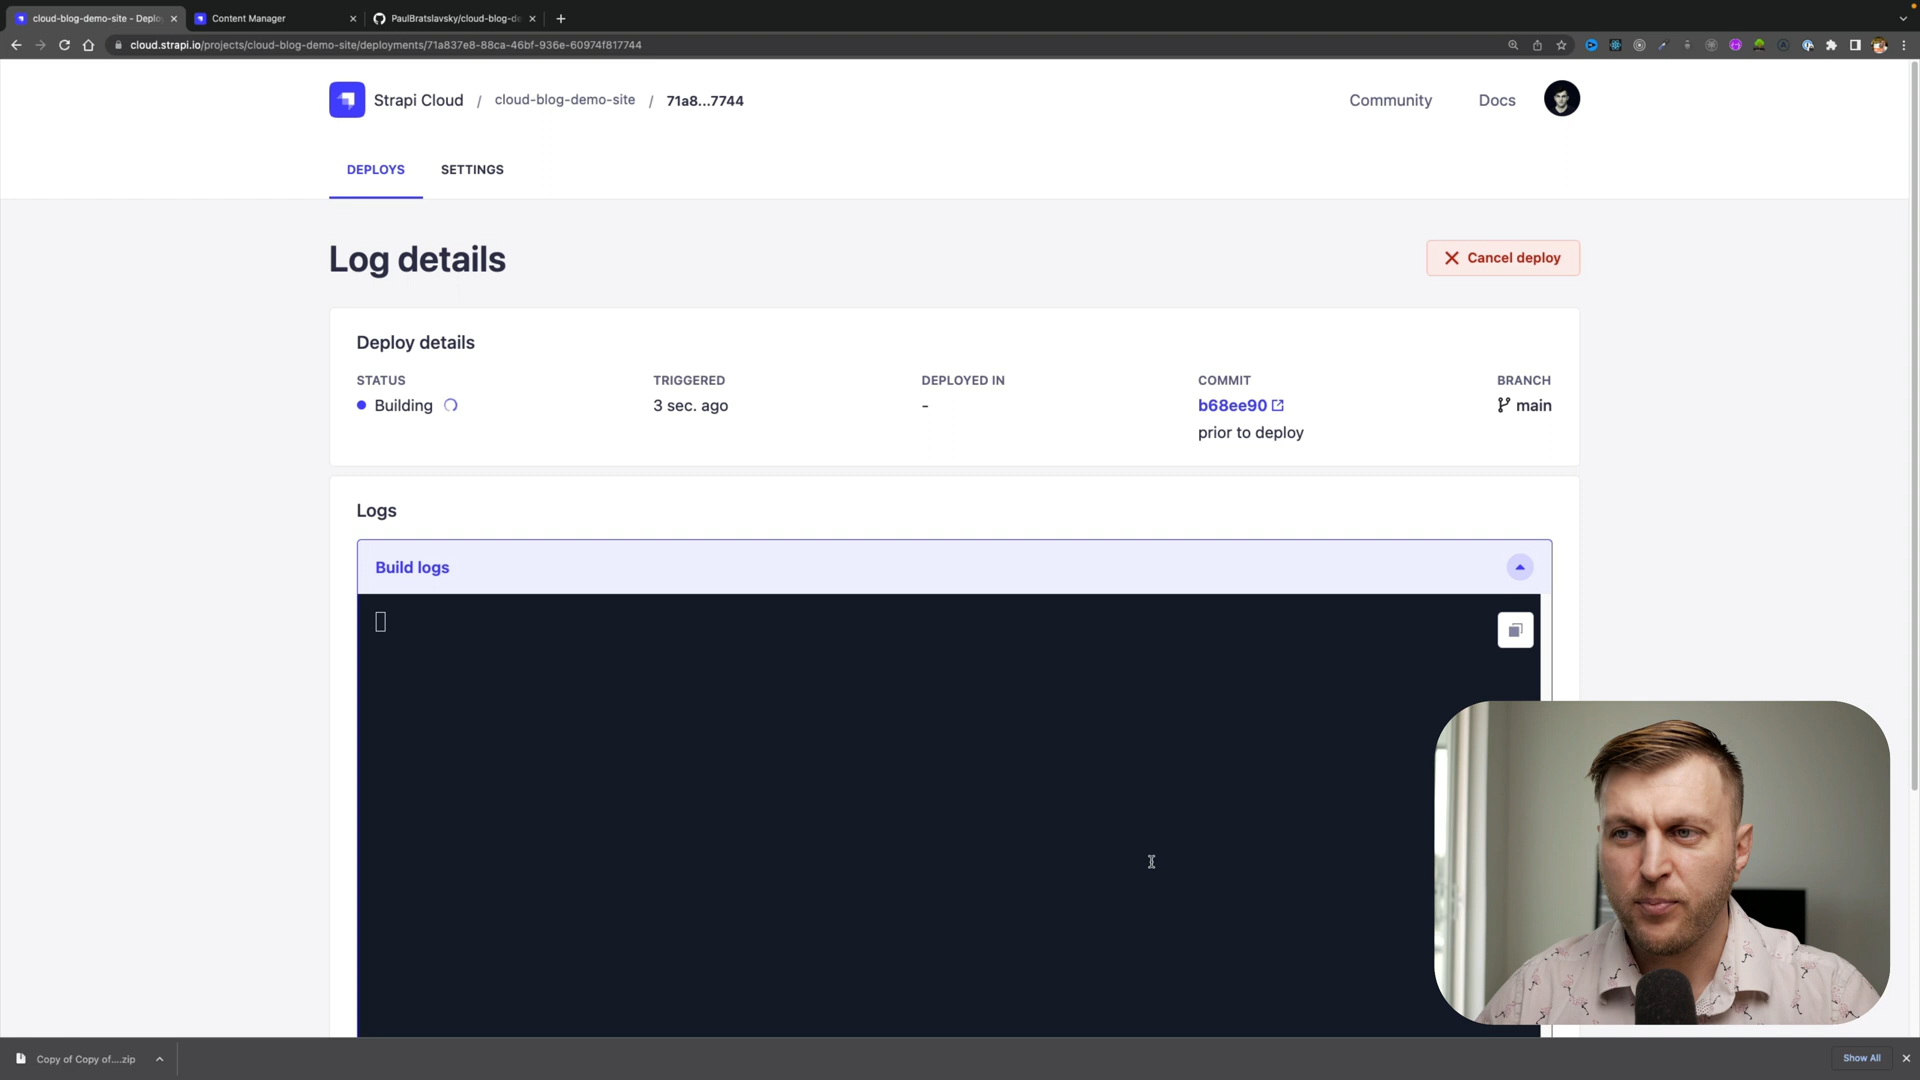 cloud-blog-demo-site - Deplo
Content Manager
PaulBratslavsky/cloud-blog-de
cloud.strapi.io/projects/cloud-blog-demo-site/deployments/71a837e8-88ca-46bf-936e-60974f817744
Strapi Cloud / cloud-blog-demo-site / 71a8...7744
Community
Docs
DEPLOYS
SETTINGS
Log details
Cancel deploy
Deploy details
STATUS
Building
TRIGGERED
3 sec. ago
DEPLOYED IN
-
COMMIT
b68ee90
prior to deploy
BRANCH
main
Logs
Build logs
Copy of Copy of....zip
Show All